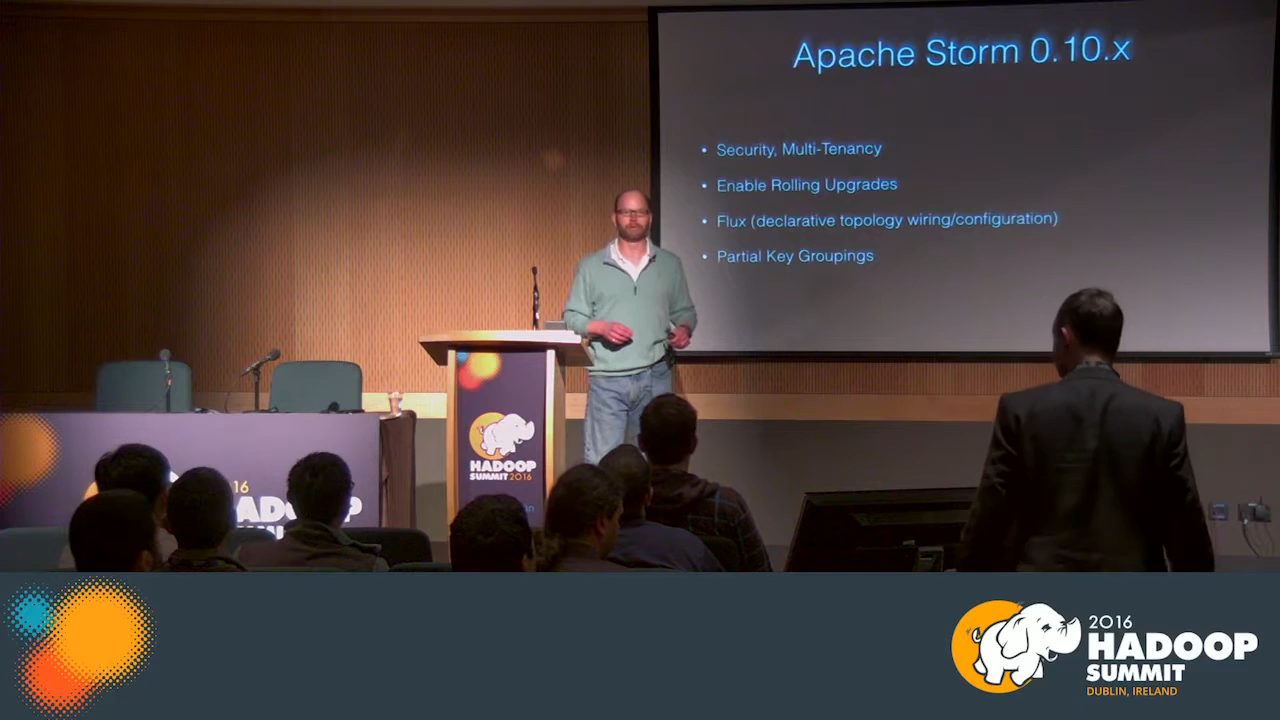 Apache Storm 0.10.x
• Security, Multi-Tenancy
• Enable Rolling Upgrades
• Flux (declarative topology wiring/configuration)
• Partial Key Groupings
HADOOP
SUMMIT 2016
16
2016
HADOOP
SUMMIT
DUBLIN, IRELAND